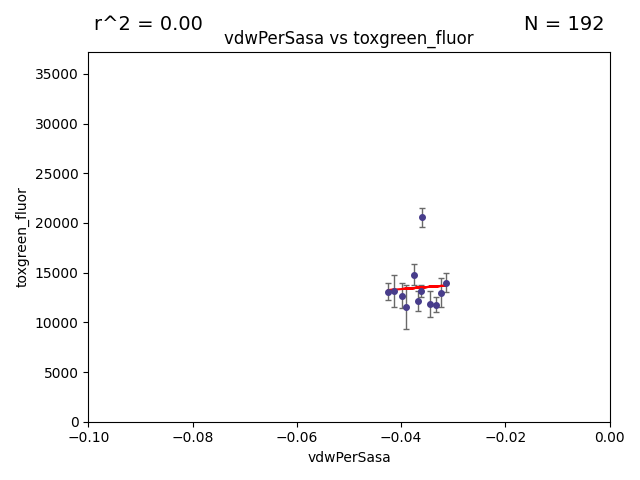 r^2 = 0.00
N = 192
vdwPerSasa vs toxgreen_fluor
35000
30000
25000
20000
15000
10000
5000
0
toxgreen_fluor
−0.10
−0.08
−0.06
−0.04
−0.02
0.00
vdwPerSasa